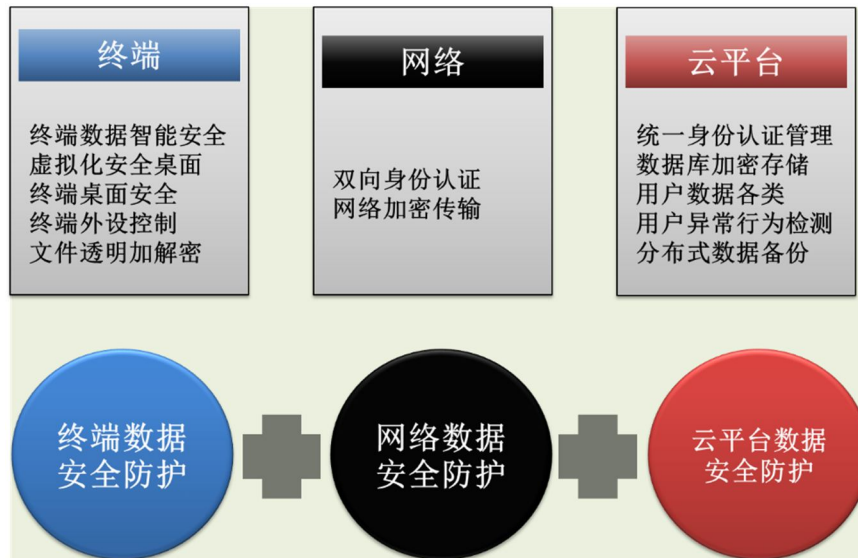 终端
终端数据智能安全
虚拟化安全桌面
终端桌面安全
终端外设控制
文件透明加解密
网络
双向身份认证
网络加密传输
云平台
统一身份认证管理
数据库加密存储
用户数据各类
用户异常行为检测
分布式数据备份
终端数据
安全防护
网络数据
安全防护
云平台数据
安全防护